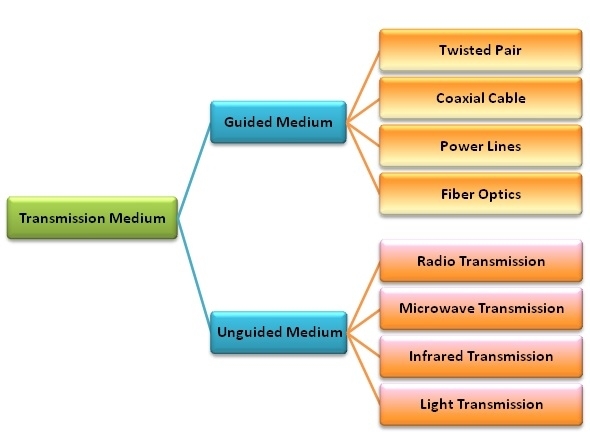 Transmission Medium
Guided Medium
Twisted Pair
Coaxial Cable
Power Lines
Fiber Optics
Unguided Medium
Radio Transmission
Microwave Transmission
Infrared Transmission
Light Transmission